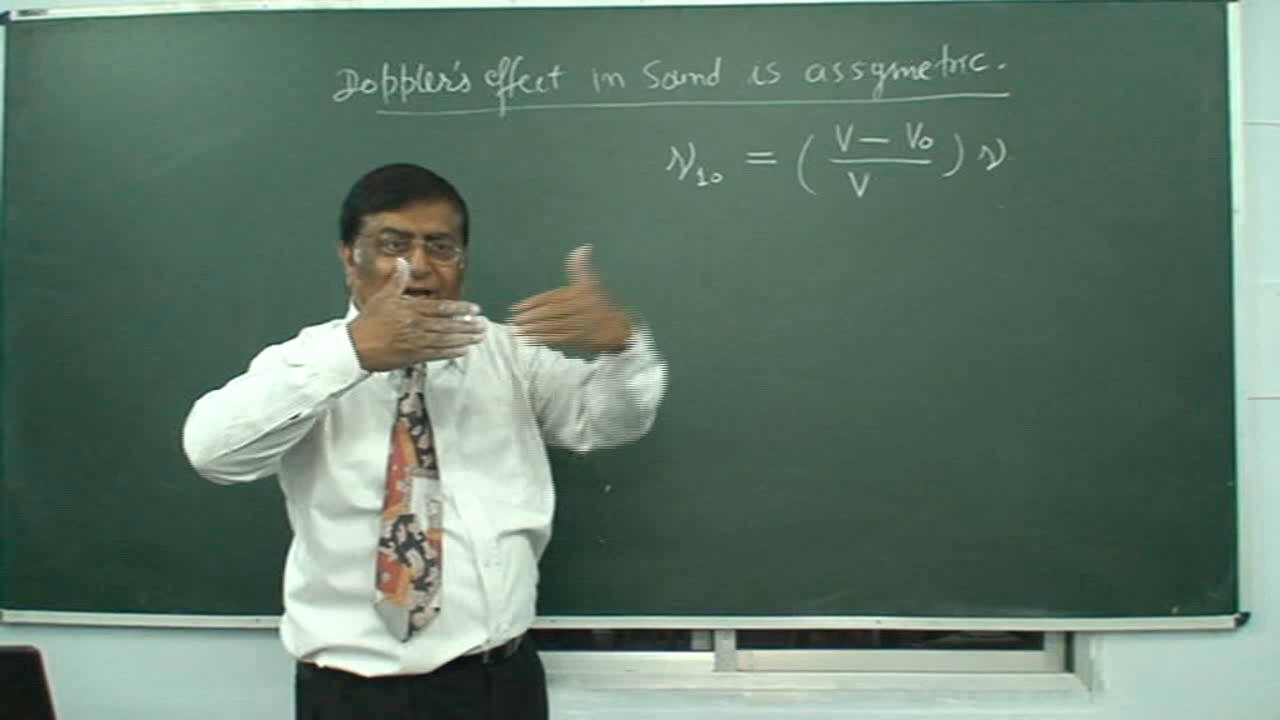 Doppler's effect in Sound is assymetric.
ν₁₀ = ( V – V₀ / V ) ν